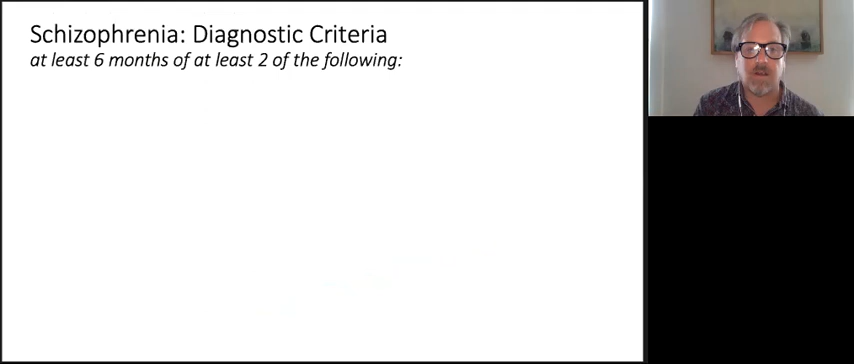 Schizophrenia: Diagnostic Criteria
at least 6 months of at least 2 of the following: